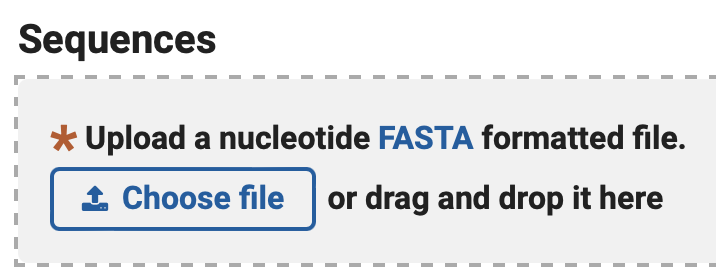 Sequences
* Upload a nucleotide FASTA formatted file.
Choose file or drag and drop it here